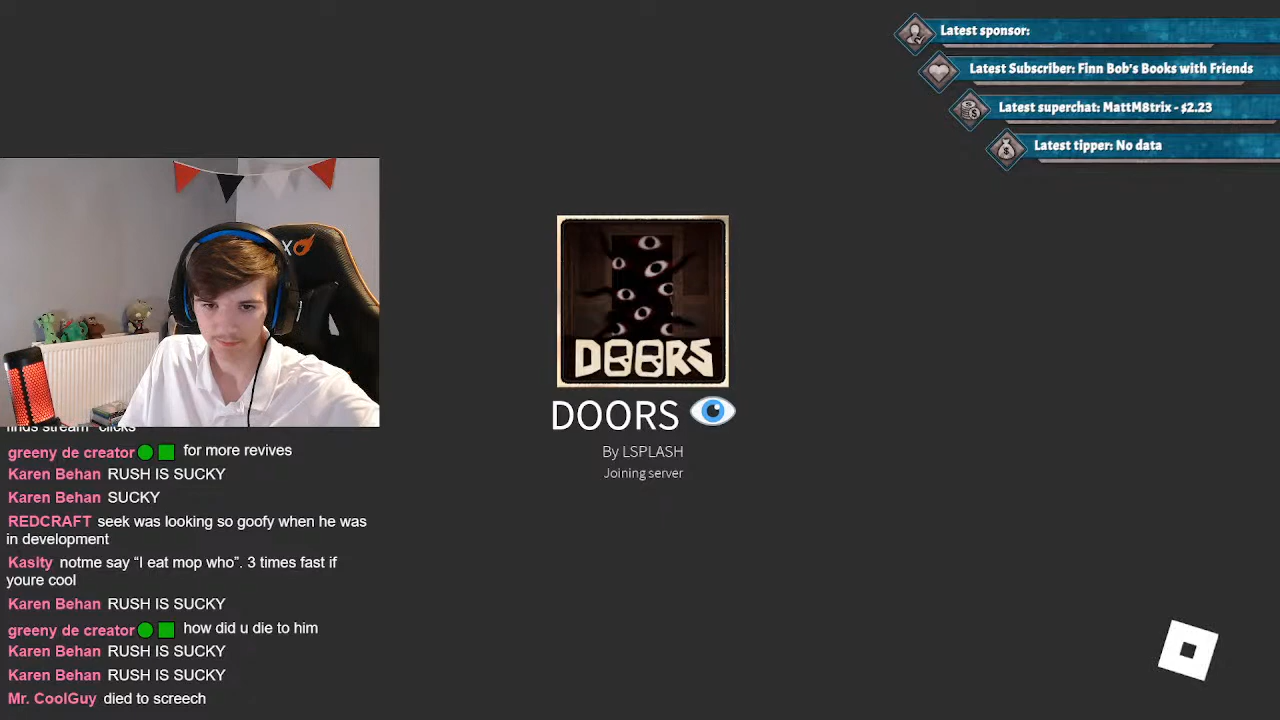 Latest sponsor:
Latest Subscriber: Finn Bob's Books with Friends
Latest superchat: MattM8trix - $2.23
Latest tipper: No data
X
DOORS
DOORS 👁
By LSPLASH
Joining server
finds stream* clicks*
greeny de creator for more revives
Karen Behan RUSH IS SUCKY
Karen Behan SUCKY
REDCRAFT seek was looking so goofy when he was
in development
Kasity notme say “I eat mop who”. 3 times fast if
youre cool
Karen Behan RUSH IS SUCKY
greeny de creator how did u die to him
Karen Behan RUSH IS SUCKY
Karen Behan RUSH IS SUCKY
Mr. CoolGuy died to screech